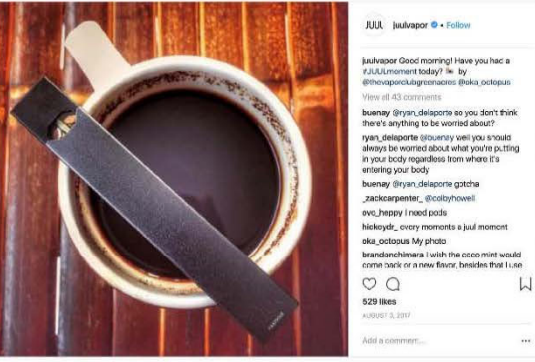 JUUL
juulvapor • Follow
juulvapor Good morning! Have you had a
#JUULmoment today? by
@thevaporclubgreenacres @oka_octopus
View all 43 comments
buenay @ryan_delaporte so you don't think
there's anything to be worried about?
ryan_delaporte @buenay well you should
always be worried about what you're putting
in your body regardless from where it's
entering your body
buenay @ryan_delaporte gotcha
_zackcarpenter_ @colbyhowell
ovo_heppy I need pods
hickeydr_ every moments a juul moment
oka_octopus My photo
brandonchimera I wish the coco mint would
come back or a new flavor, besides that I use
529 likes
AUGUST 3, 2017
Add a comment...